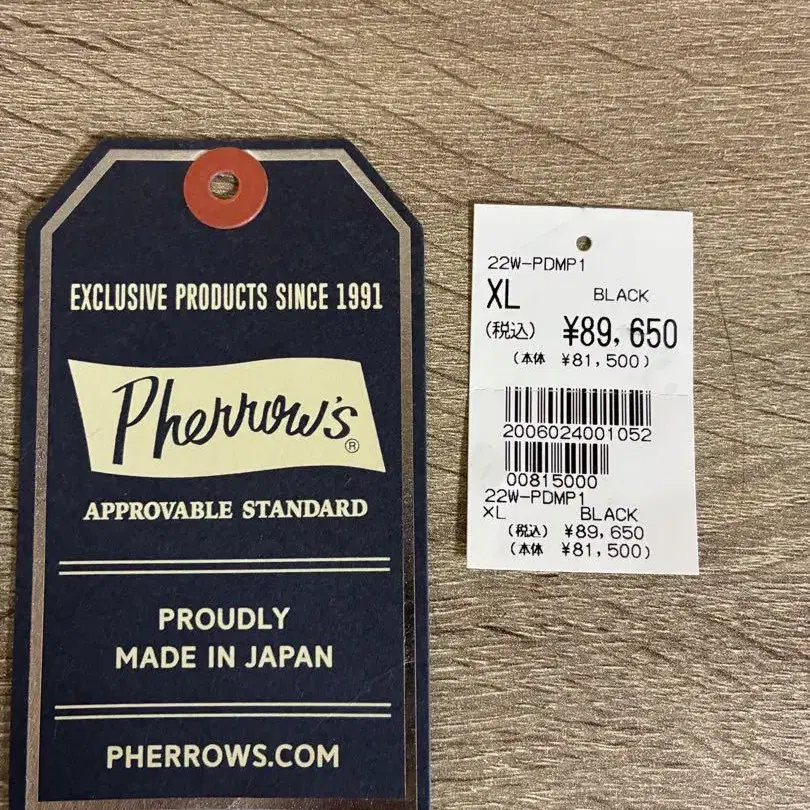 EXCLUSIVE PRODUCTS SINCE 1991
Pherrow's ®
APPROVABLE STANDARD
PROUDLY
MADE IN JAPAN
PHERROWS.COM
22W-PDMP1
XL BLACK
(税込) ¥89,650
(本体 ¥81,500)
2006024001052
00815000
22W-PDMP1
XL BLACK
(税込) ¥89,650
(本体 ¥81,500)